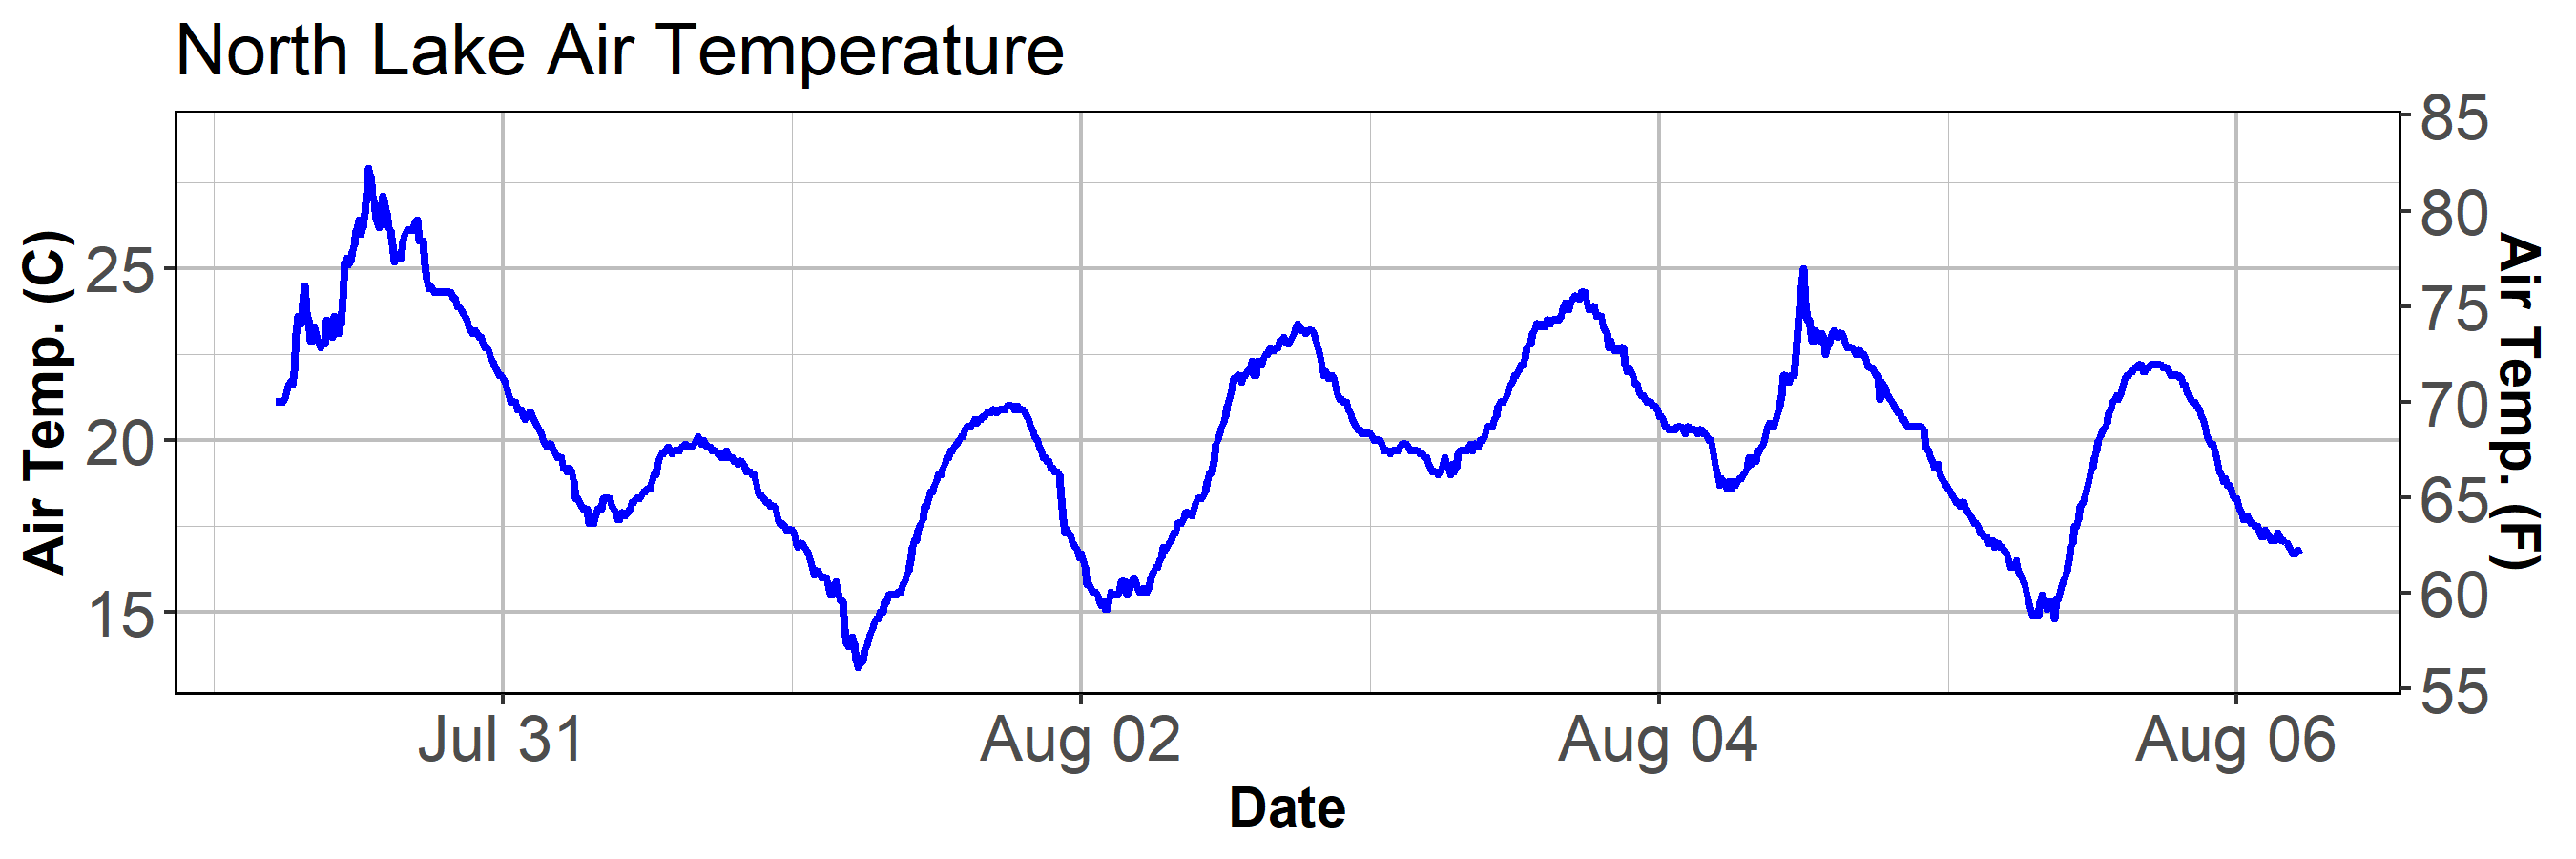 North Lake Air Temperature
Air Temp. (C)
25
20
15
85
80
75
70
65
60
55
Air Temp. (F)
Jul 31
Aug 02
Aug 04
Aug 06
Date